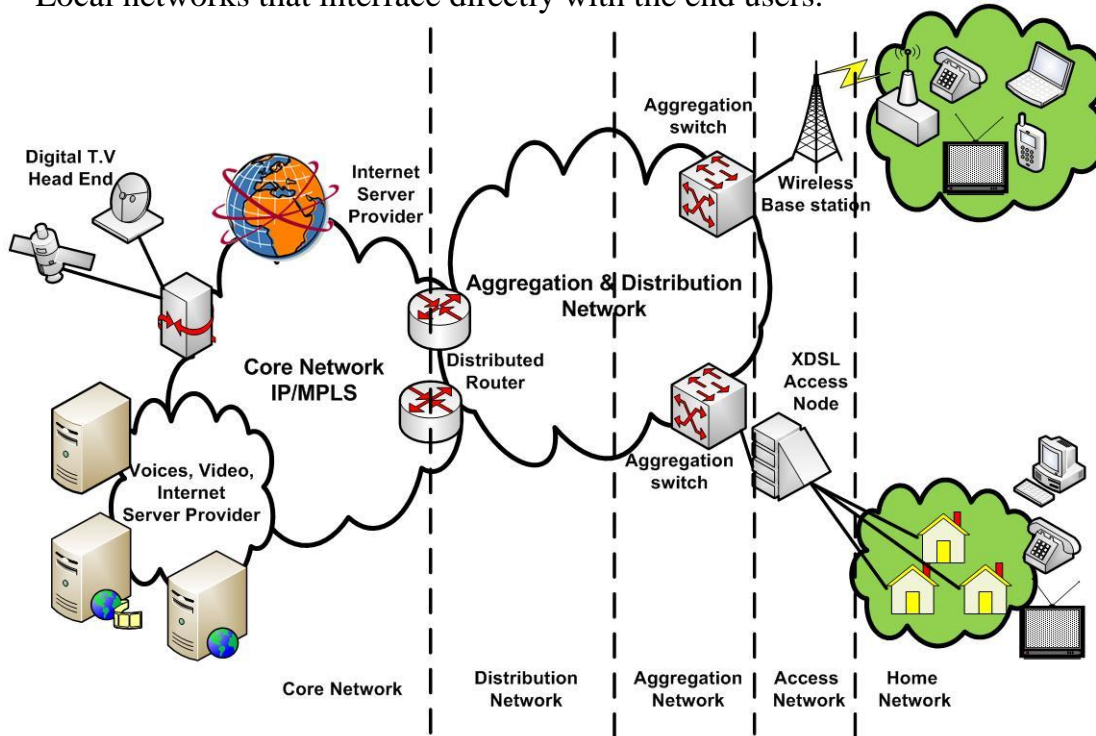 Local networks that interface directly with the end users.
Digital T.V
Head End
Internet
Server
Provider
Aggregation
switch
Wireless
Base station
Aggregation & Distribution
Network
Core Network
IP/MPLS
Distributed
Router
XDSL
Access
Node
Aggregation
switch
Voices, Video,
Internet
Server Provider
Core Network
Distribution
Network
Aggregation
Network
Access
Network
Home
Network